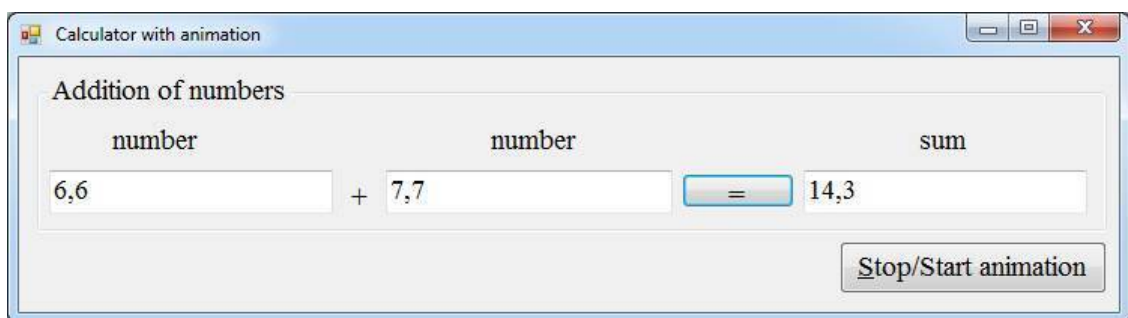 Calculator with animation
Addition of numbers
number number sum
6,6 + 7,7 = 14,3
Stop/Start animation